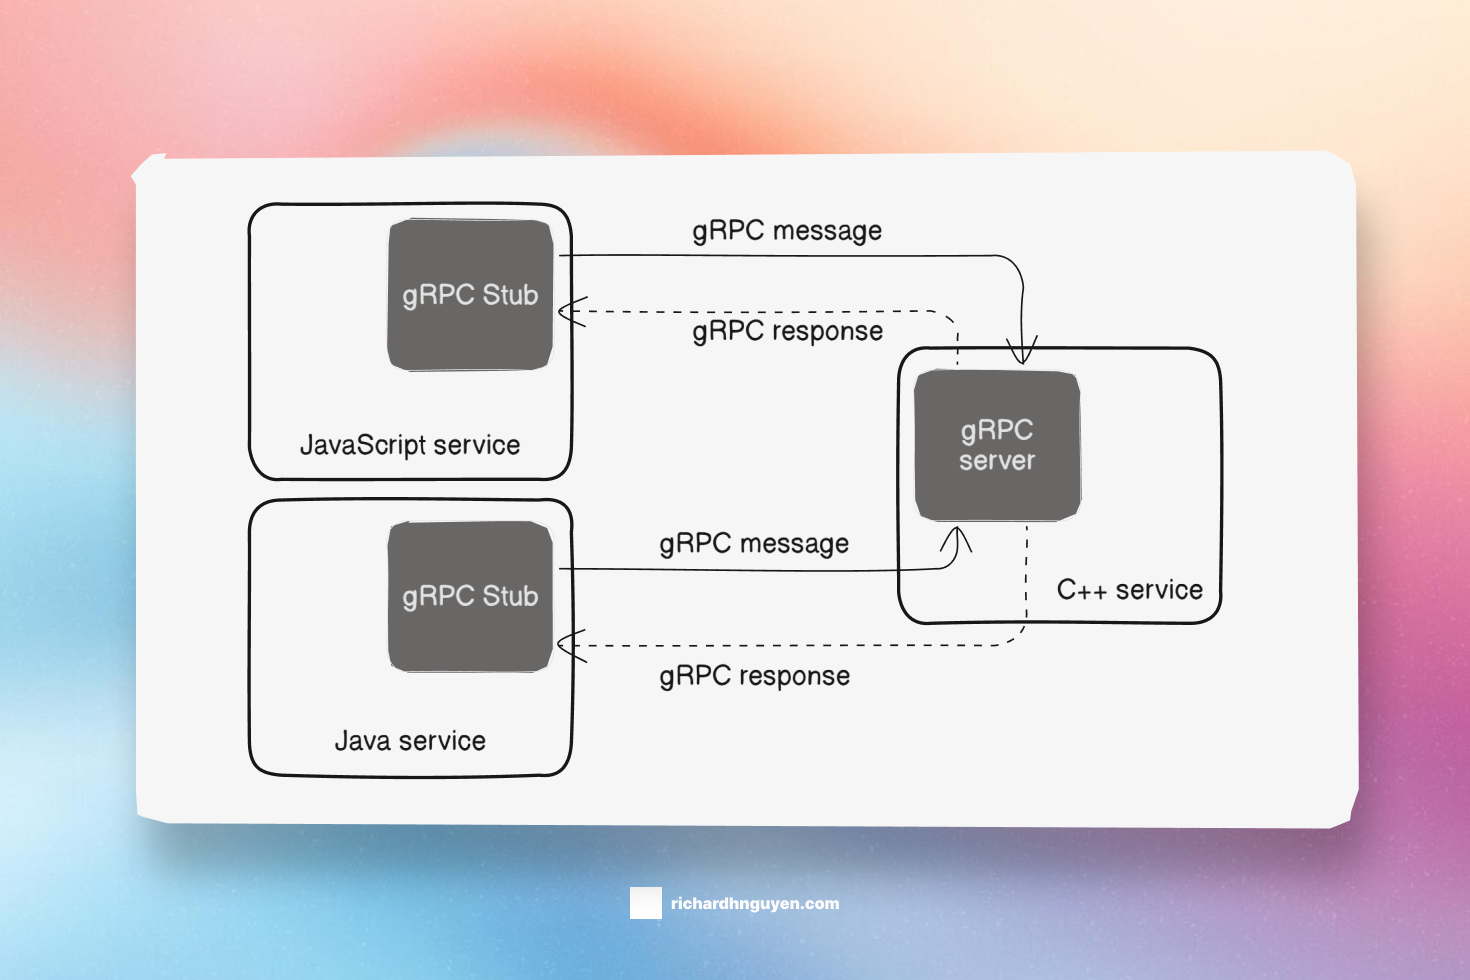 gRPC message
gRPC Stub
gRPC response
JavaScript service
gRPC
server
gRPC message
gRPC Stub
C++ service
gRPC response
Java service
richardhnguyen.com